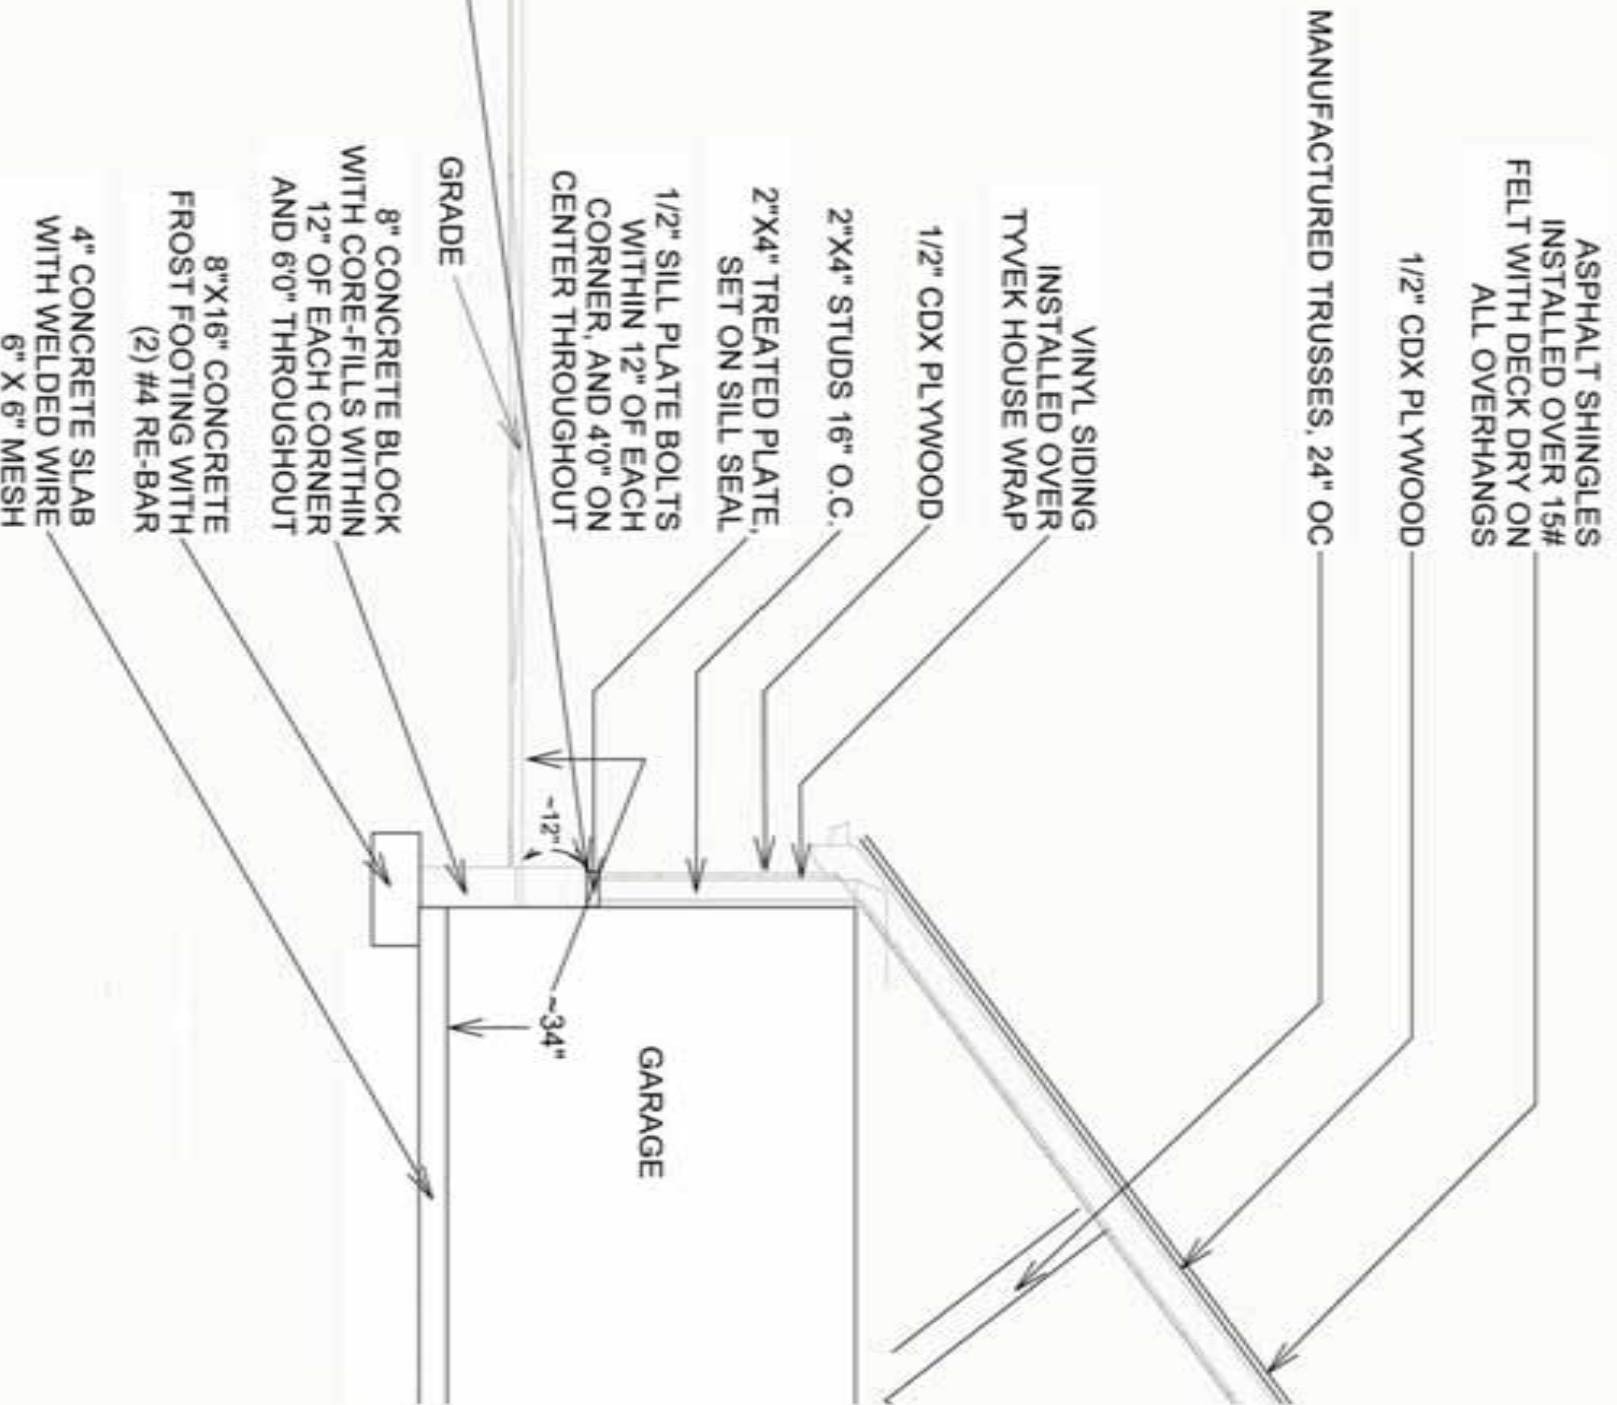 ASPHALT SHINGLES
INSTALLED OVER 15#
FELT WITH DECK DRY ON
ALL OVERHANGS
1/2" CDX PLYWOOD
MANUFACTURED TRUSSES, 24" OC
VINYL SIDING
INSTALLED OVER
TYVEK HOUSE WRAP
1/2" CDX PLYWOOD
2"X4" STUDS 16" O.C.
2"X4" TREATED PLATE,
SET ON SILL SEAL
1/2" SILL PLATE BOLTS
WITHIN 12" OF EACH
CORNER, AND 4'0" ON
CENTER THROUGHOUT
GRADE
8" CONCRETE BLOCK
WITH CORE-FILLS WITHIN
12" OF EACH CORNER
AND 6'0" THROUGHOUT
8"X16" CONCRETE
FROST FOOTING WITH
(2) #4 RE-BAR
4" CONCRETE SLAB
WITH WELDED WIRE
6" X 6" MESH
~12"
~34"
GARAGE